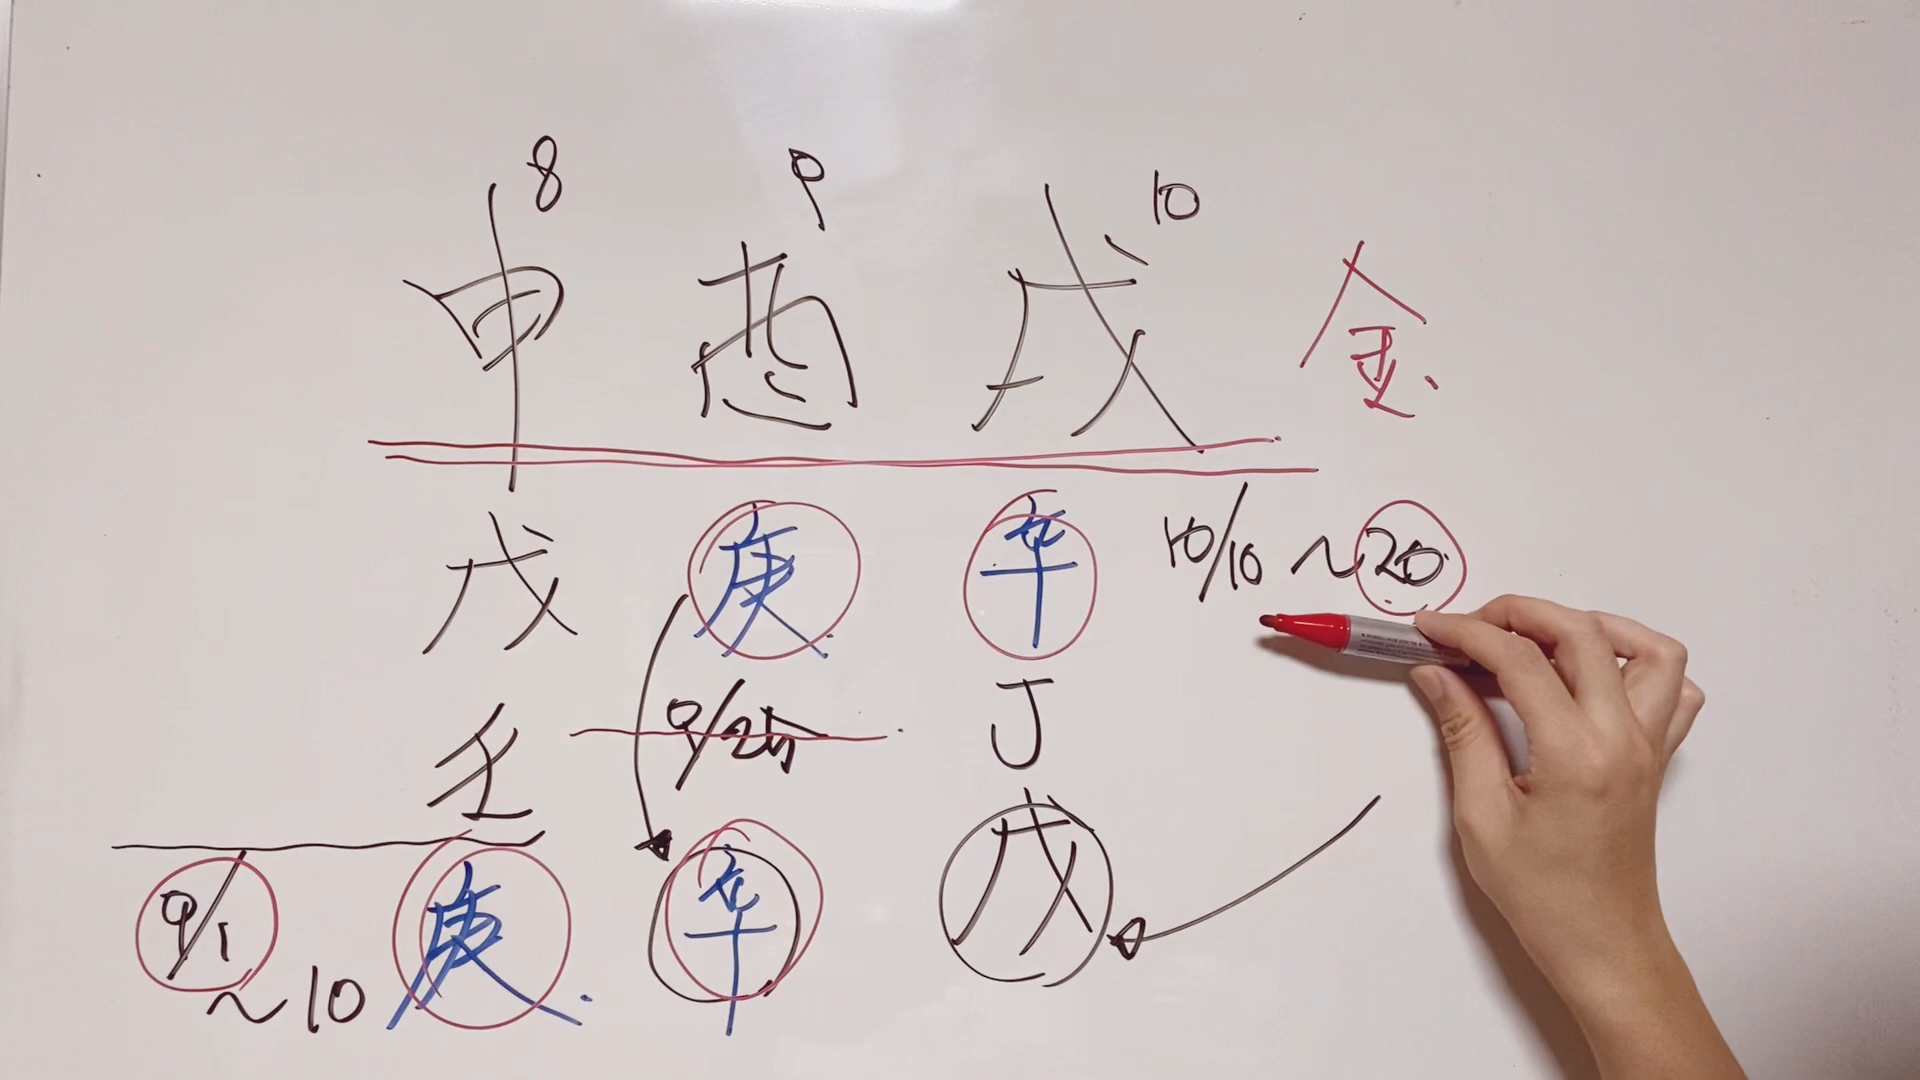 8 9 10
申 酉 戌 金
戊 庚 辛 10/10 ~20
壬 9/25 丁
9/1 ~10 庚 辛 戊